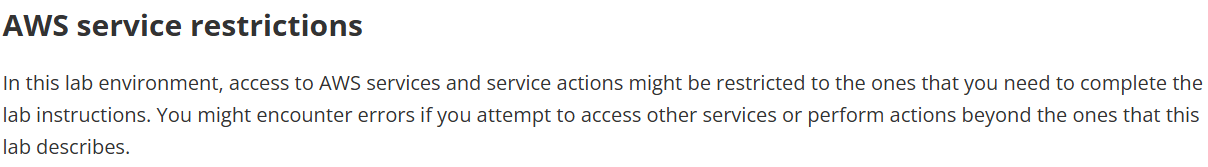 AWS service restrictions
In this lab environment, access to AWS services and service actions might be restricted to the ones that you need to complete the
lab instructions. You might encounter errors if you attempt to access other services or perform actions beyond the ones that this
lab describes.